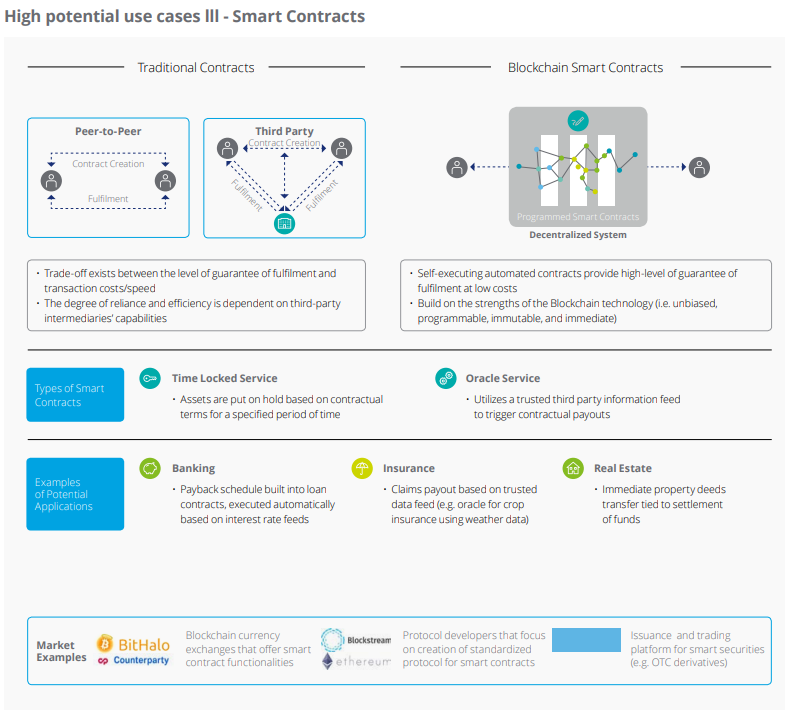 High potential use cases lll - Smart Contracts
Traditional Contracts
Blockchain Smart Contracts
Peer-to-Peer
Contract Creation
Fulfilment
Third Party
Contract Creation
Fulfilment
Fulfilment
Programmed Smart Contracts
Decentralized System
• Trade-off exists between the level of guarantee of fulfilment and
transaction costs/speed
• The degree of reliance and efficiency is dependent on third-party
intermediaries' capabilities
• Self-executing automated contracts provide high-level of guarantee of
fulfilment at low costs
• Build on the strengths of the Blockchain technology (i.e. unbiased,
programmable, immutable, and immediate)
Types of Smart
Contracts
Time Locked Service
• Assets are put on hold based on contractual
terms for a specified period of time
Oracle Service
• Utilizes a trusted third party information feed
to trigger contractual payouts
Examples
of Potential
Applications
Banking
• Payback schedule built into loan
contracts, executed automatically
based on interest rate feeds
Insurance
• Claims payout based on trusted
data feed (e.g. oracle for crop
insurance using weather data)
Real Estate
• Immediate property deeds
transfer tied to settlement
of funds
Market
Examples
BitHalo
Counterparty
Blockchain currency
exchanges that offer smart
contract functionalities
Blockstream
ethereum
Protocol developers that focus
on creation of standardized
protocol for smart contracts
Issuance and trading
platform for smart securities
(e.g. OTC derivatives)